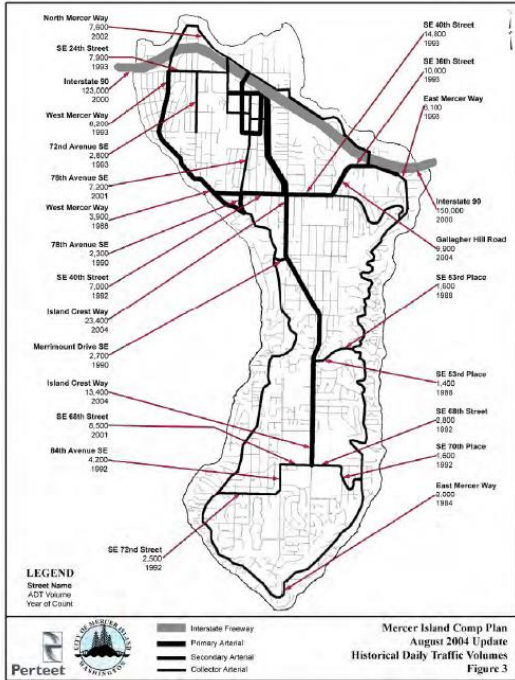 North Mercer Way
7,600
2002
SE 24th Street
7,900
1993
Interstate 90
123,000
2000
West Mercer Way
6,200
1993
72nd Avenue SE
2,800
1993
76th Avenue SE
7,200
2001
West Mercer Way
3,900
1988
78th Avenue SE
2,300
1990
SE 40th Street
7,000
1992
Island Crest Way
23,400
2004
Merrimount Drive SE
2,700
1990
Island Crest Way
13,400
2004
SE 68th Street
6,500
2001
84th Avenue SE
4,200
1992
SE 72nd Street
2,500
1992
SE 40th Street
14,800
1993
SE 36th Street
10,000
1993
East Mercer Way
6,100
1993
Interstate 90
150,000
2000
Gallagher Hill Road
9,900
2004
SE 53rd Place
1,600
1988
SE 53rd Place
1,400
1988
SE 68th Street
2,800
1992
SE 70th Place
1,600
1992
East Mercer Way
2,000
1984
LEGEND
Street Name
ADT Volume
Year of Count
Perteet
CITY OF MERCER ISLAND
WASHINGTON
Interstate Freeway
Primary Arterial
Secondary Arterial
Collector Arterial
Mercer Island Comp Plan
August 2004 Update
Historical Daily Traffic Volumes
Figure 3